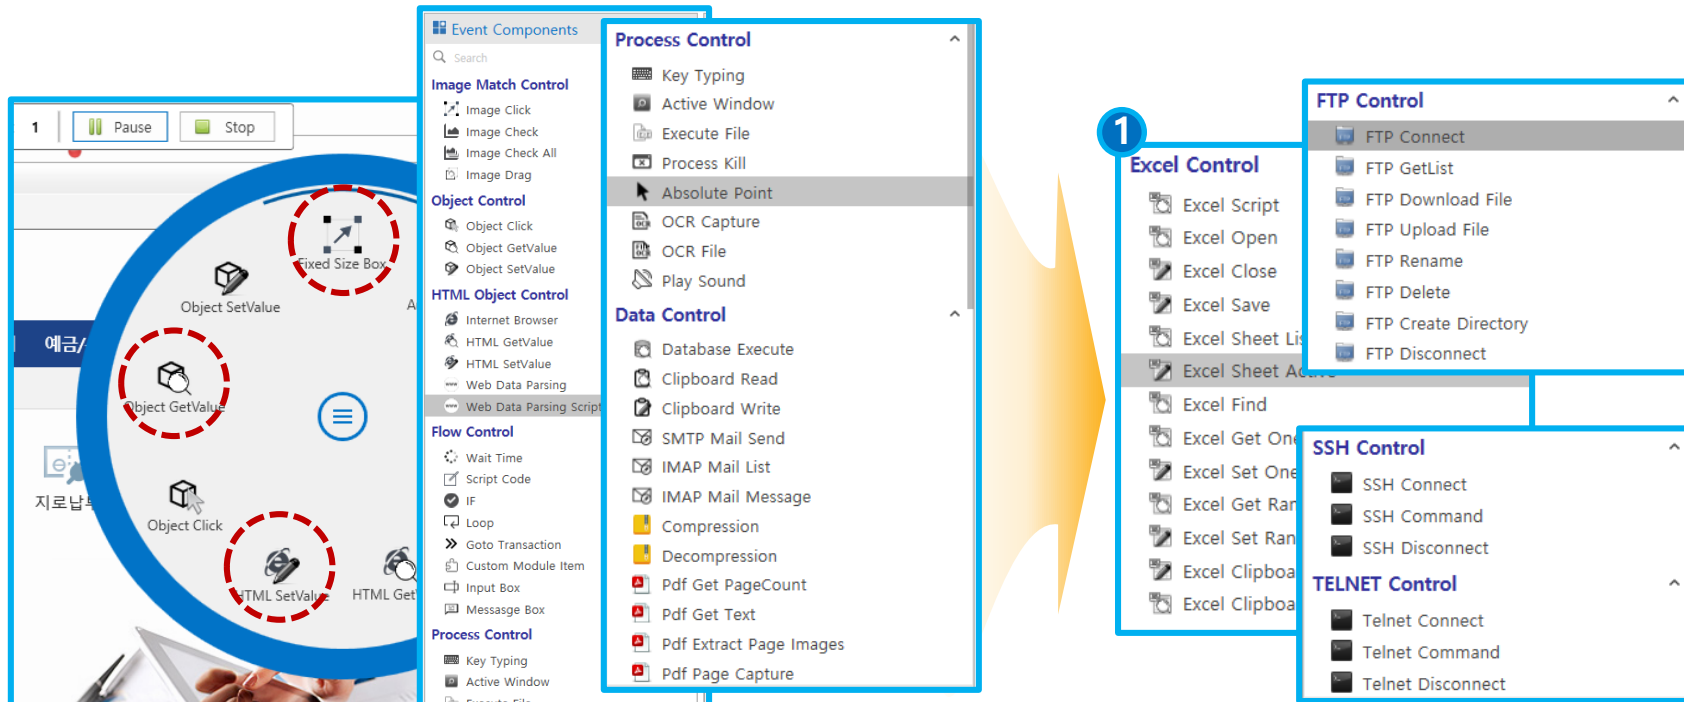 1
Pause
Stop
Fixed Size Box
Object SetValue
예금/
Object GetValue
지로납
Object Click
HTML SetValue
HTML Get
Event Components
Search
Image Match Control
Image Click
Image Check
Image Check All
Image Drag
Object Control
Object Click
Object GetValue
Object SetValue
HTML Object Control
Internet Browser
HTML GetValue
HTML SetValue
Web Data Parsing
Web Data Parsing Script
Flow Control
Wait Time
Script Code
IF
Loop
Goto Transaction
Custom Module Item
Input Box
Messasge Box
Process Control
Key Typing
Active Window
Execute File
Process Control
Key Typing
Active Window
Execute File
Process Kill
Absolute Point
OCR Capture
OCR File
Play Sound
Data Control
Database Execute
Clipboard Read
Clipboard Write
SMTP Mail Send
IMAP Mail List
IMAP Mail Message
Compression
Decompression
Pdf Get PageCount
Pdf Get Text
Pdf Extract Page Images
Pdf Page Capture
1
Excel Control
Excel Script
Excel Open
Excel Close
Excel Save
Excel Sheet Lis
Excel Sheet Active
Excel Find
Excel Get One
Excel Set One
Excel Get Ran
Excel Set Ran
Excel Clipboa
Excel Clipboa
FTP Control
FTP Connect
FTP GetList
FTP Download File
FTP Upload File
FTP Rename
FTP Delete
FTP Create Directory
FTP Disconnect
SSH Control
SSH Connect
SSH Command
SSH Disconnect
TELNET Control
Telnet Connect
Telnet Command
Telnet Disconnect